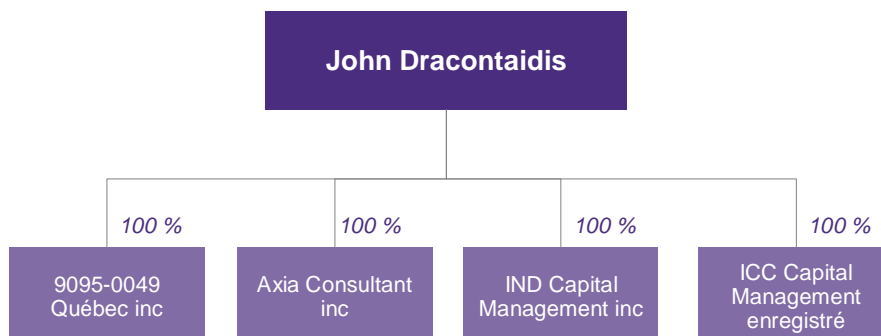 John Dracontaidis
100 %
100 %
100 %
100 %
9095-0049
Québec inc
Axia Consultant
inc
IND Capital
Management inc
ICC Capital
Management
enregistré